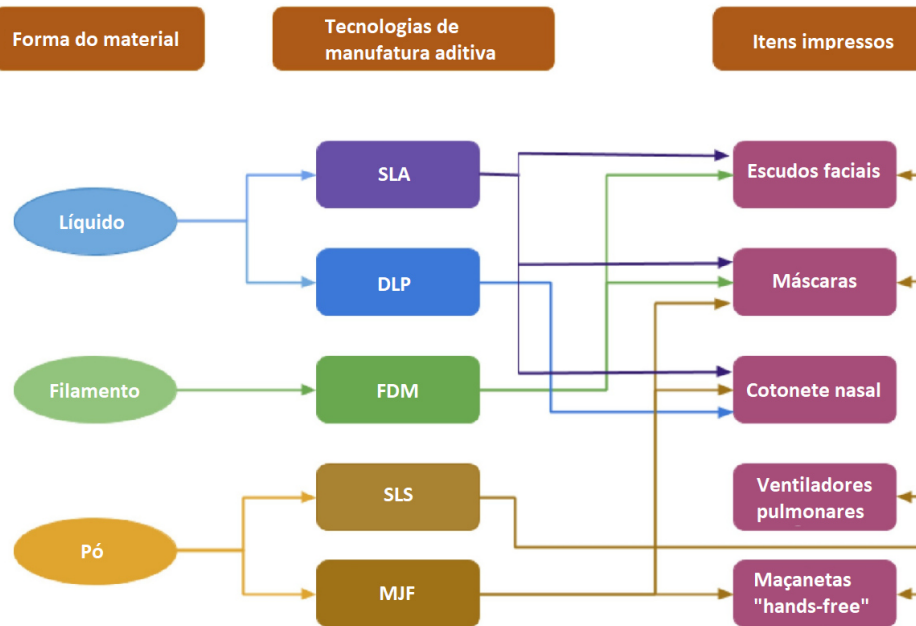 Forma do material
Tecnologias de
manufatura aditiva
Itens impressos
SLA
Escudos faciais
Líquido
DLP
Máscaras
Filamento
FDM
Cotonete nasal
SLS
Ventiladores
pulmonares
Pó
MJF
Maçanetas
"hands-free"